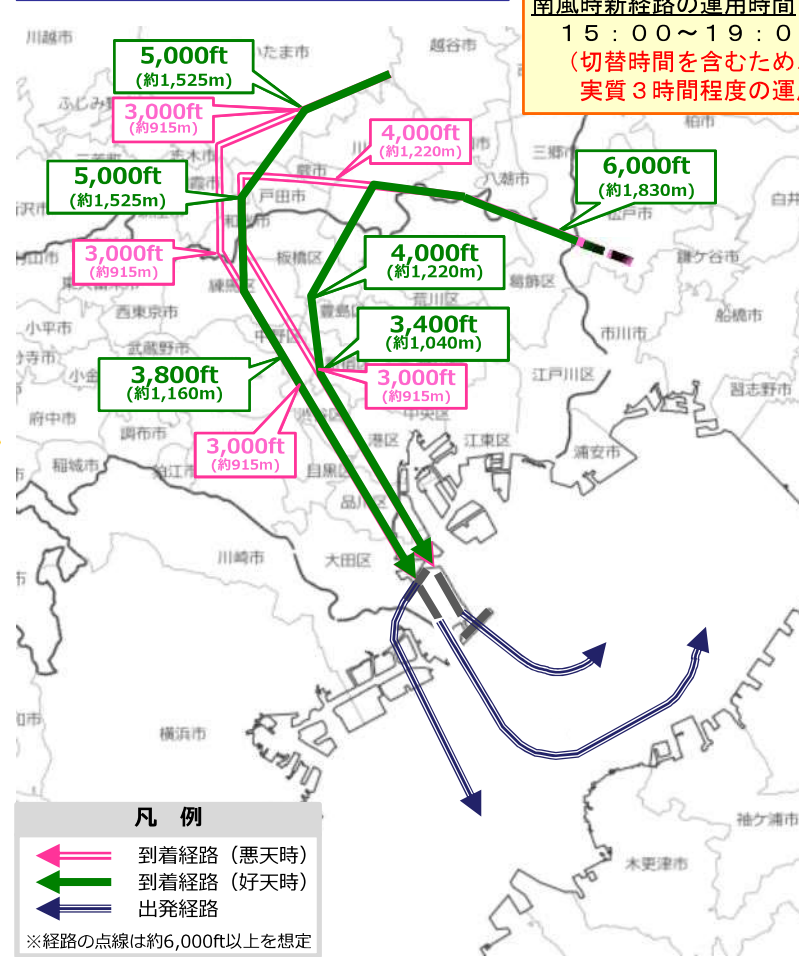 南風時新経路の運用時間
１５：００～１９：０
（切替時間を含むため
実質３時間程度の運
川越市
越谷市
5,000ft
(約1,525m)
3,000ft
(約915m)
4,000ft
(約1,220m)
柏市
三郷市
八潮市
5,000ft
(約1,525m)
蕨市
戸田市
6,000ft
(約1,830m)
松戸市
3,000ft
(約915m)
板橋区
4,000ft
(約1,220m)
鎌ケ谷市
練馬区
葛飾区
荒川区
西東京市
豊島区
船橋市
小平市
3,400ft
(約1,040m)
市川市
中野区
武蔵野市
3,800ft
(約1,160m)
3,000ft
(約915m)
江戸川区
習志野市
府中市
渋谷区
中央区
調布市
3,000ft
(約915m)
港区
江東区
浦安市
稲城市
狛江市
目黒区
品川区
川崎市
大田区
横浜市
袖ケ浦市
木更津市
凡 例
到着経路（悪天時）
到着経路（好天時）
出発経路
※経路の点線は約6,000ft以上を想定